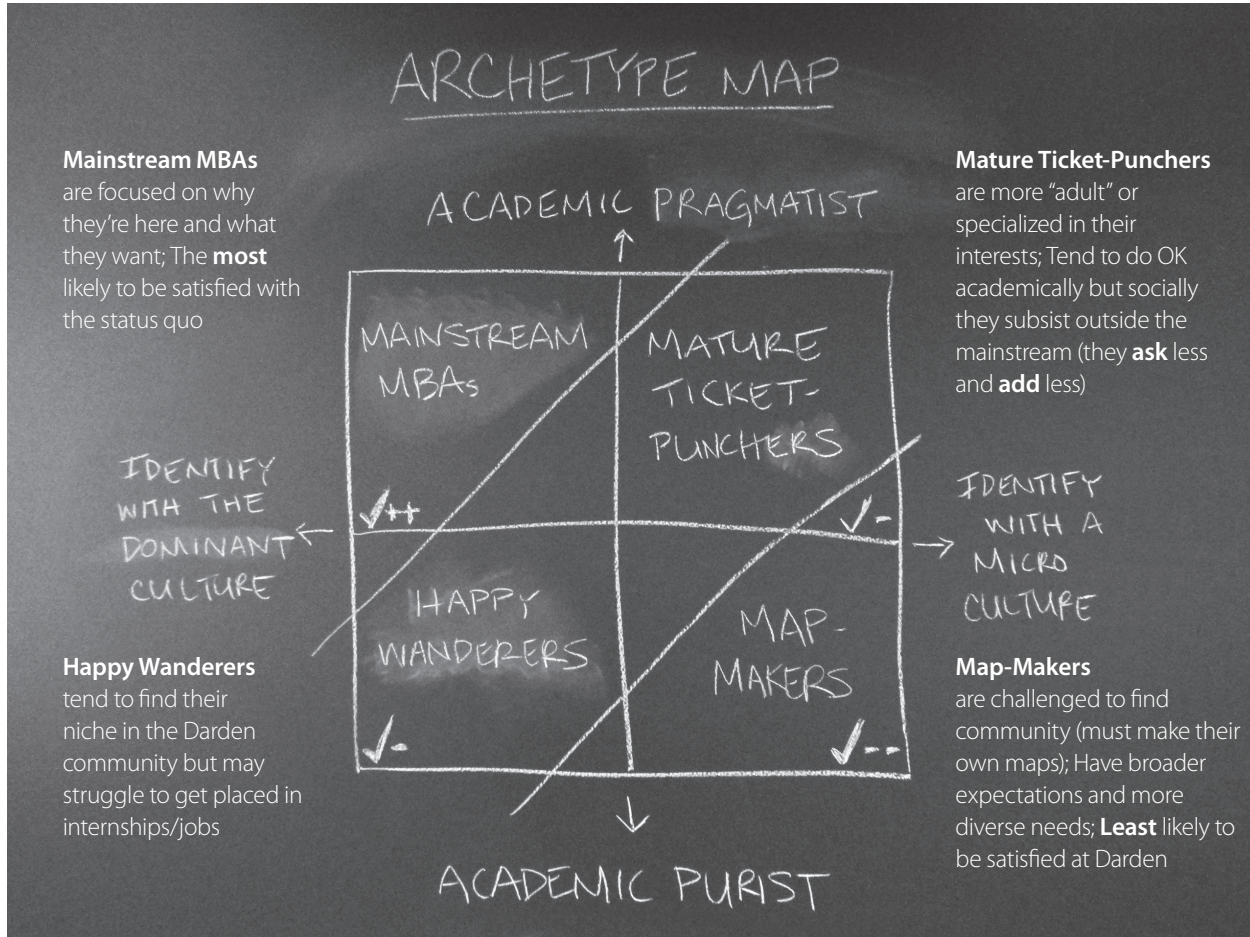 ARCHETYPE MAP
Mainstream MBAs
are focused on why
they're here and what
they want; The most
likely to be satisfied with
the status quo
Mature Ticket-Punchers
are more “adult” or
specialized in their
interests; Tend to do OK
academically but socially
they subsist outside the
mainstream (they ask less
and add less)
ACADEMIC PRAGMATIST
MAINSTREAM
MBAs
✓++
MATURE
TICKET-
PUNCHERS
✓-
IDENTIFY
WITH THE
DOMINANT
CULTURE
IDENTIFY
WITH A
MICRO
CULTURE
HAPPY
WANDERERS
✓-
MAP-
MAKERS
✓--
Happy Wanderers
tend to find their
niche in the Darden
community but may
struggle to get placed in
internships/jobs
Map-Makers
are challenged to find
community (must make their
own maps); Have broader
expectations and more
diverse needs; Least likely to
be satisfied at Darden
ACADEMIC PURIST